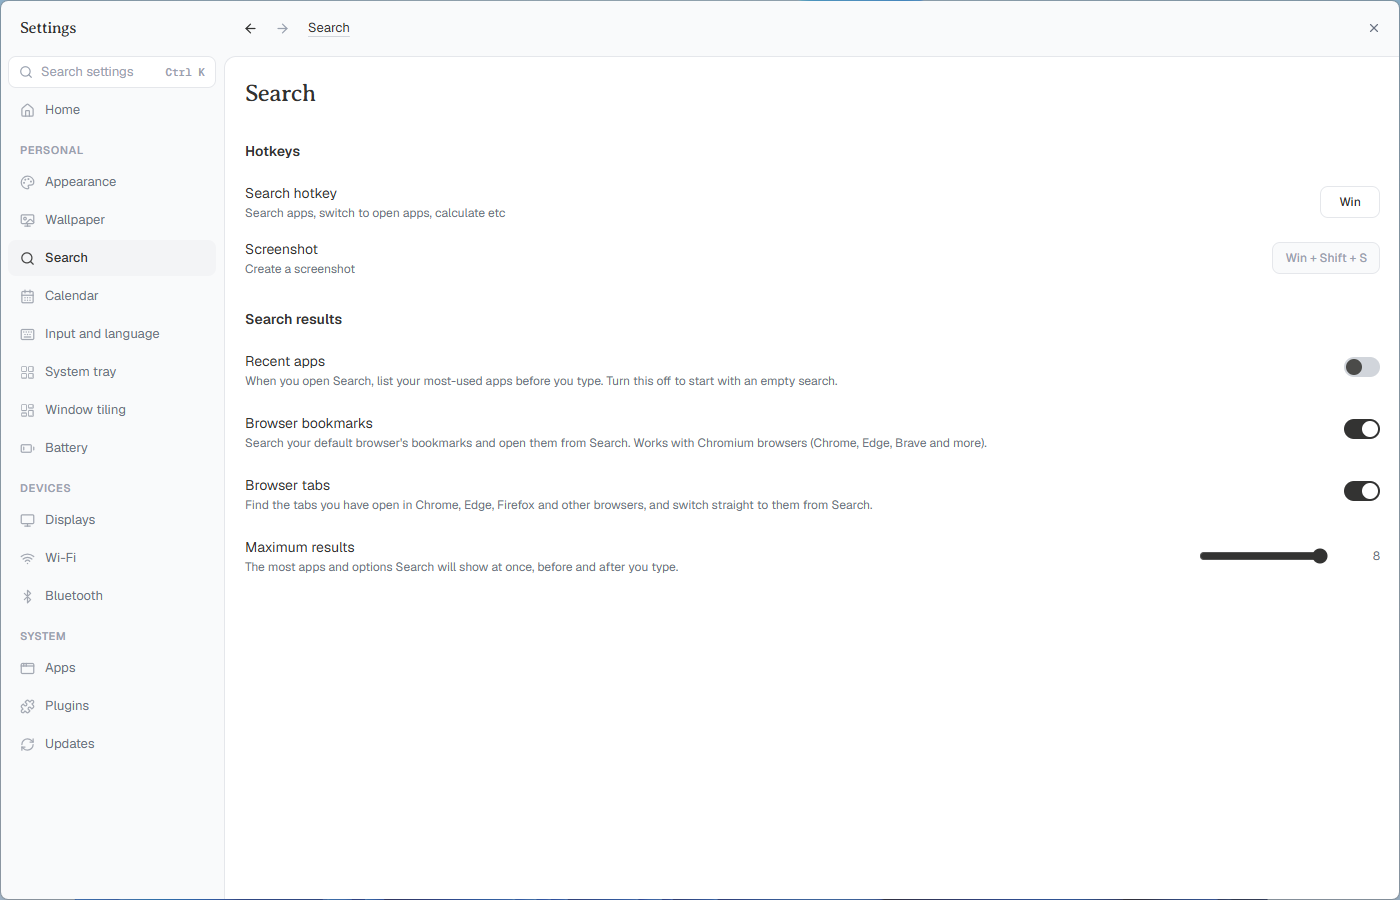 Settings
Search
Search settings
Ctrl K
Home
PERSONAL
Appearance
Wallpaper
Search
Calendar
Input and language
System tray
Window tiling
Battery
DEVICES
Displays
Wi-Fi
Bluetooth
SYSTEM
Apps
Plugins
Updates
Search
Hotkeys
Search hotkey
Search apps, switch to open apps, calculate etc
Win
Screenshot
Create a screenshot
Win + Shift + S
Search results
Recent apps
When you open Search, list your most-used apps before you type. Turn this off to start with an empty search.
Browser bookmarks
Search your default browser's bookmarks and open them from Search. Works with Chromium browsers (Chrome, Edge, Brave and more).
Browser tabs
Find the tabs you have open in Chrome, Edge, Firefox and other browsers, and switch straight to them from Search.
Maximum results
The most apps and options Search will show at once, before and after you type.
8